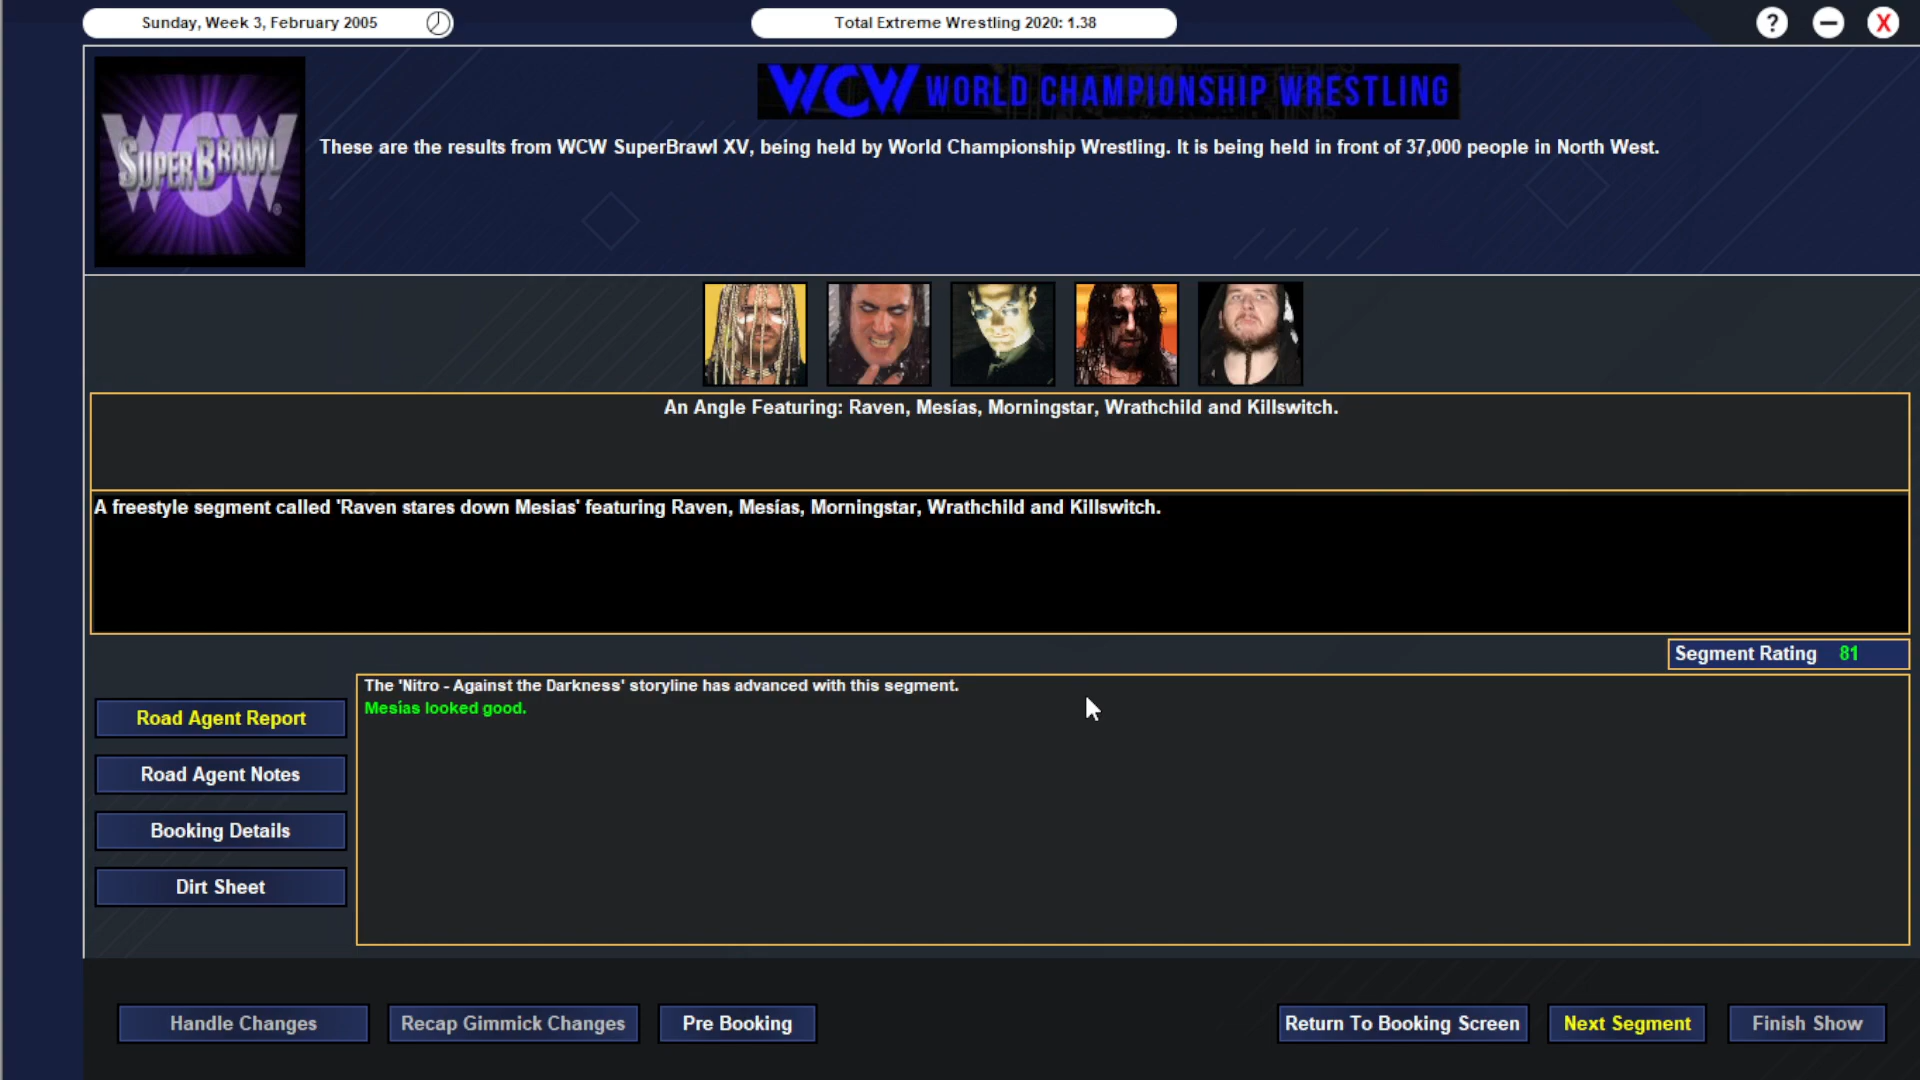 Sunday, Week 3, February 2005
Total Extreme Wrestling 2020: 1.38
?
X
WCW WORLD CHAMPIONSHIP WRESTLING
WCW
SUPERBRAWL
These are the results from WCW SuperBrawl XV, being held by World Championship Wrestling. It is being held in front of 37,000 people in North West.
An Angle Featuring: Raven, Mesías, Morningstar, Wrathchild and Killswitch.
A freestyle segment called 'Raven stares down Mesias' featuring Raven, Mesías, Morningstar, Wrathchild and Killswitch.
Segment Rating 81
The 'Nitro - Against the Darkness' storyline has advanced with this segment.
Mesías looked good.
Road Agent Report
Road Agent Notes
Booking Details
Dirt Sheet
Handle Changes
Recap Gimmick Changes
Pre Booking
Return To Booking Screen
Next Segment
Finish Show